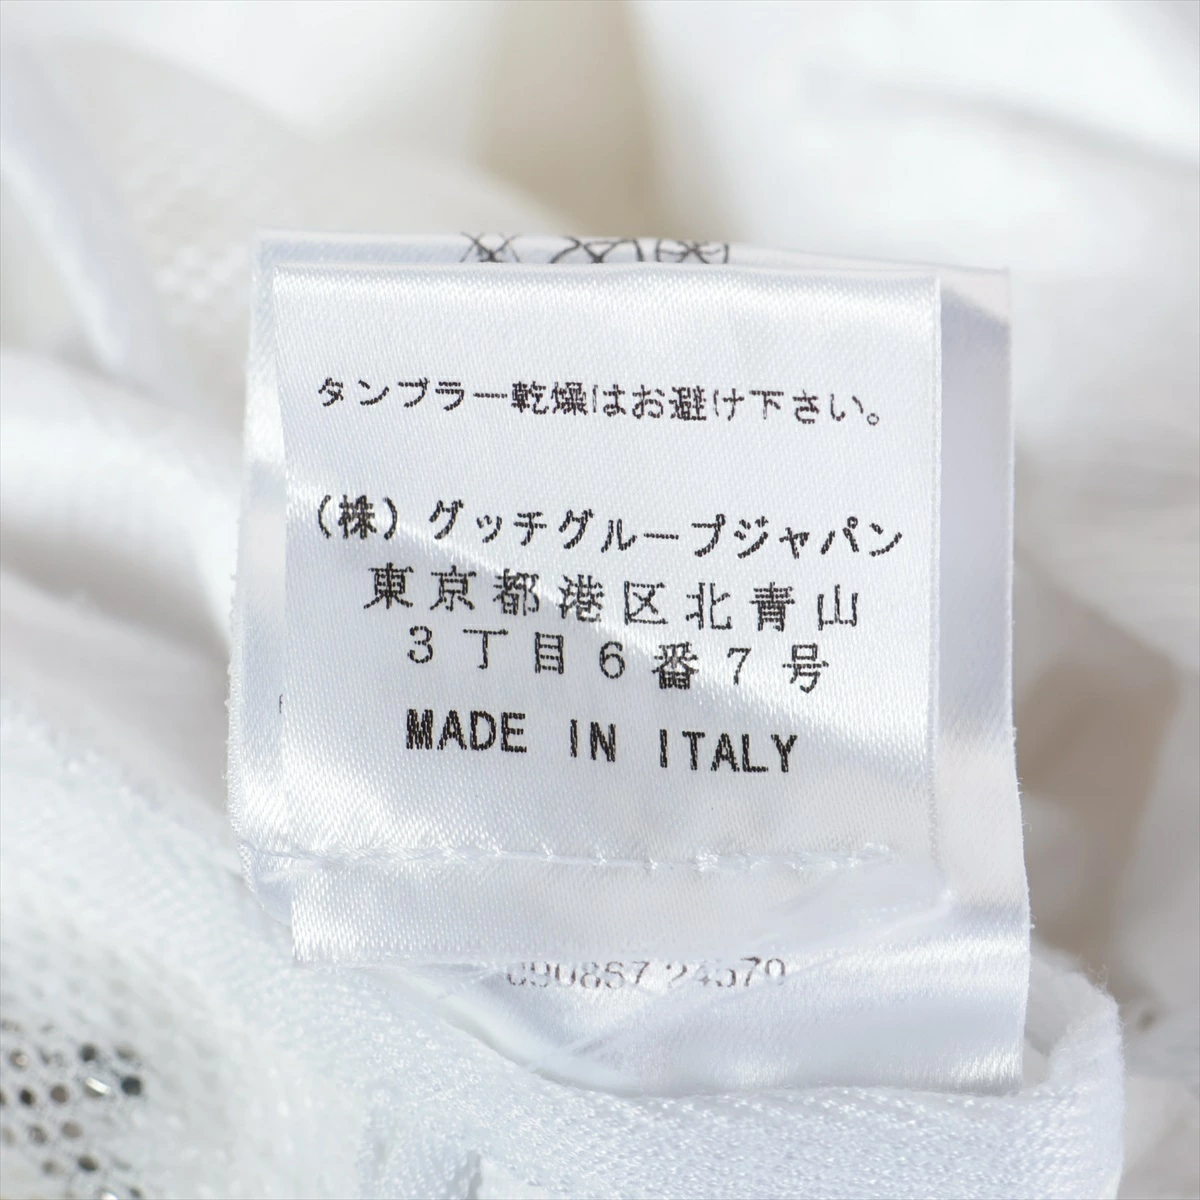 タンブラー乾燥はお避け下さい。
(株) グッチグループジャパン
東京都港区北青山
3丁目6番7号
MADE IN ITALY